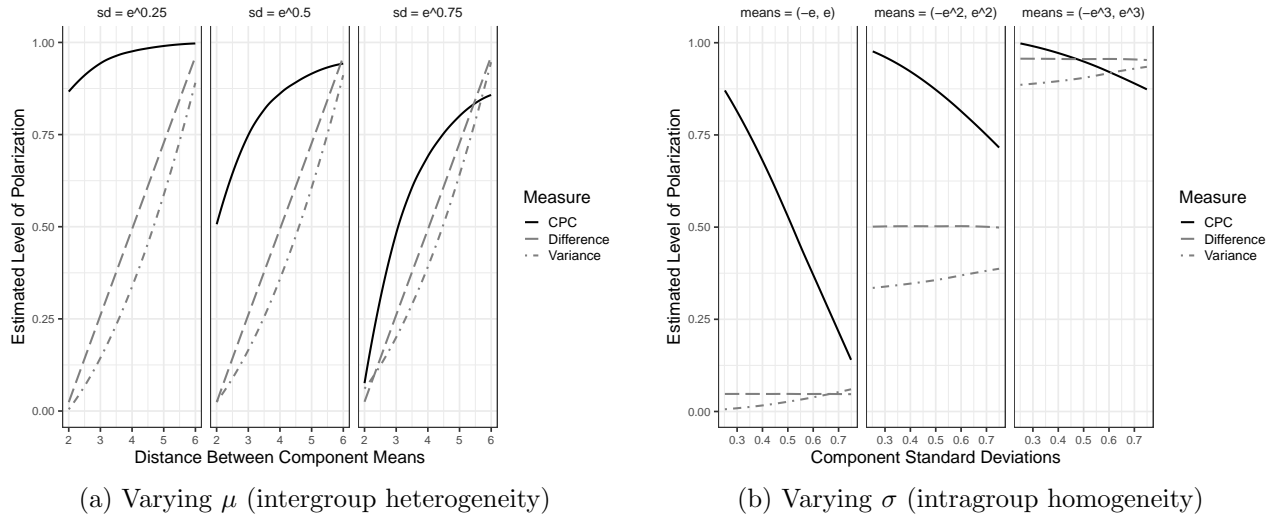 sd = e^0.25
sd = e^0.5
sd = e^0.75
Estimated Level of Polarization
1.00
0.75
0.50
0.25
0.00
2 3 4 5 6
2 3 4 5 6
2 3 4 5 6
Distance Between Component Means
Measure
CPC
Difference
Variance
(a) Varying μ (intergroup heterogeneity)
means = (−e, e)
means = (−e^2, e^2)
means = (−e^3, e^3)
Estimated Level of Polarization
1.00
0.75
0.50
0.25
0.00
0.3 0.4 0.5 0.6 0.7
0.3 0.4 0.5 0.6 0.7
0.3 0.4 0.5 0.6 0.7
Component Standard Deviations
Measure
CPC
Difference
Variance
(b) Varying σ (intragroup homogeneity)